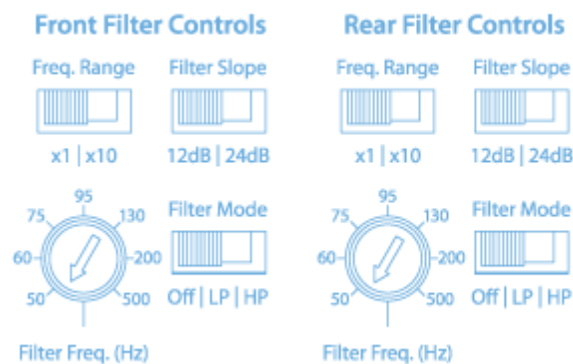 Front Filter Controls
Freq. Range Filter Slope
x1 | x10 12dB | 24dB
95
75 130
Filter Mode
60 200
50 500
Off | LP | HP
Filter Freq. (Hz)
Rear Filter Controls
Freq. Range Filter Slope
x1 | x10 12dB | 24dB
95
75 130
Filter Mode
60 200
50 500
Off | LP | HP
Filter Freq. (Hz)